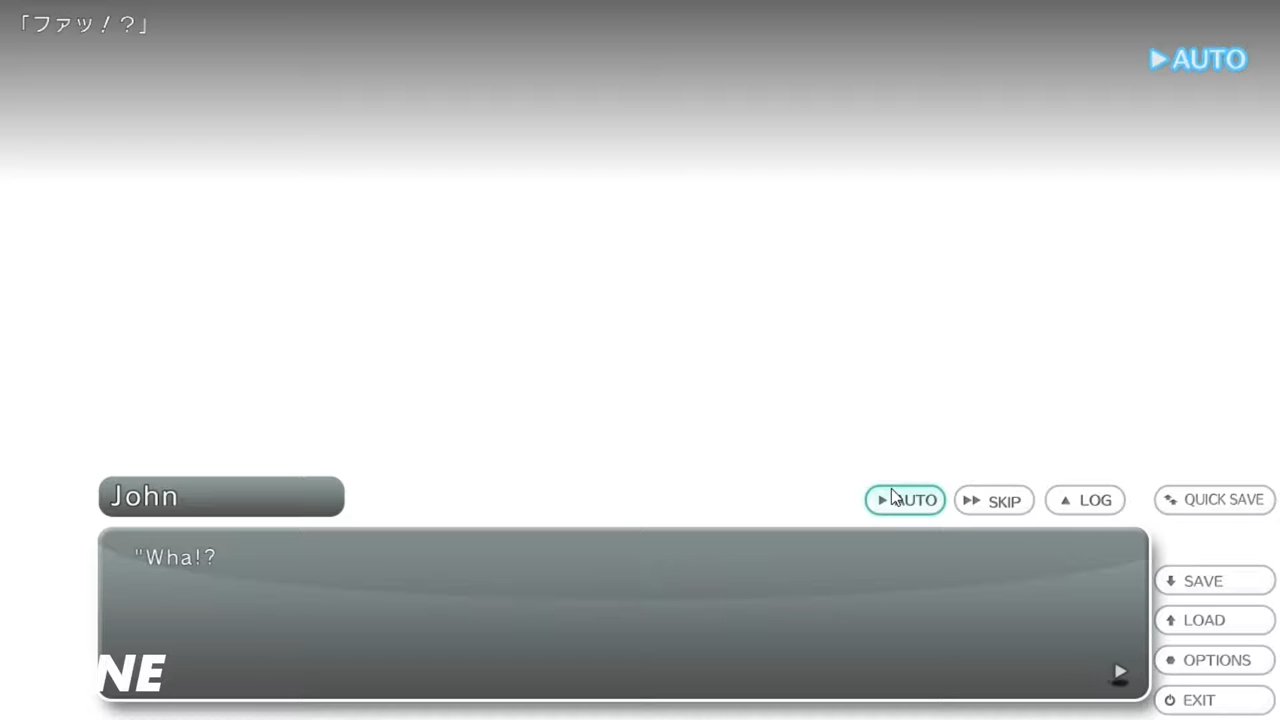 「ファッ！？」
AUTO
John
AUTO
SKIP
LOG
QUICK SAVE
"Wha!?
SAVE
LOAD
OPTIONS
EXIT
NE